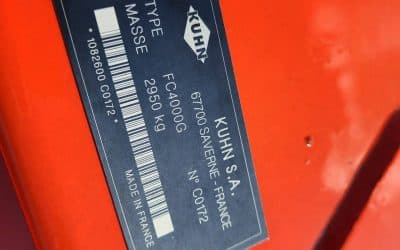 KUHN
KUHN S.A.
67700 SAVERNE - FRANCE
N° C0172
TYPE FC4000G
MASSE 2950 kg
* 1082600 C0172 *
MADE IN FRANCE